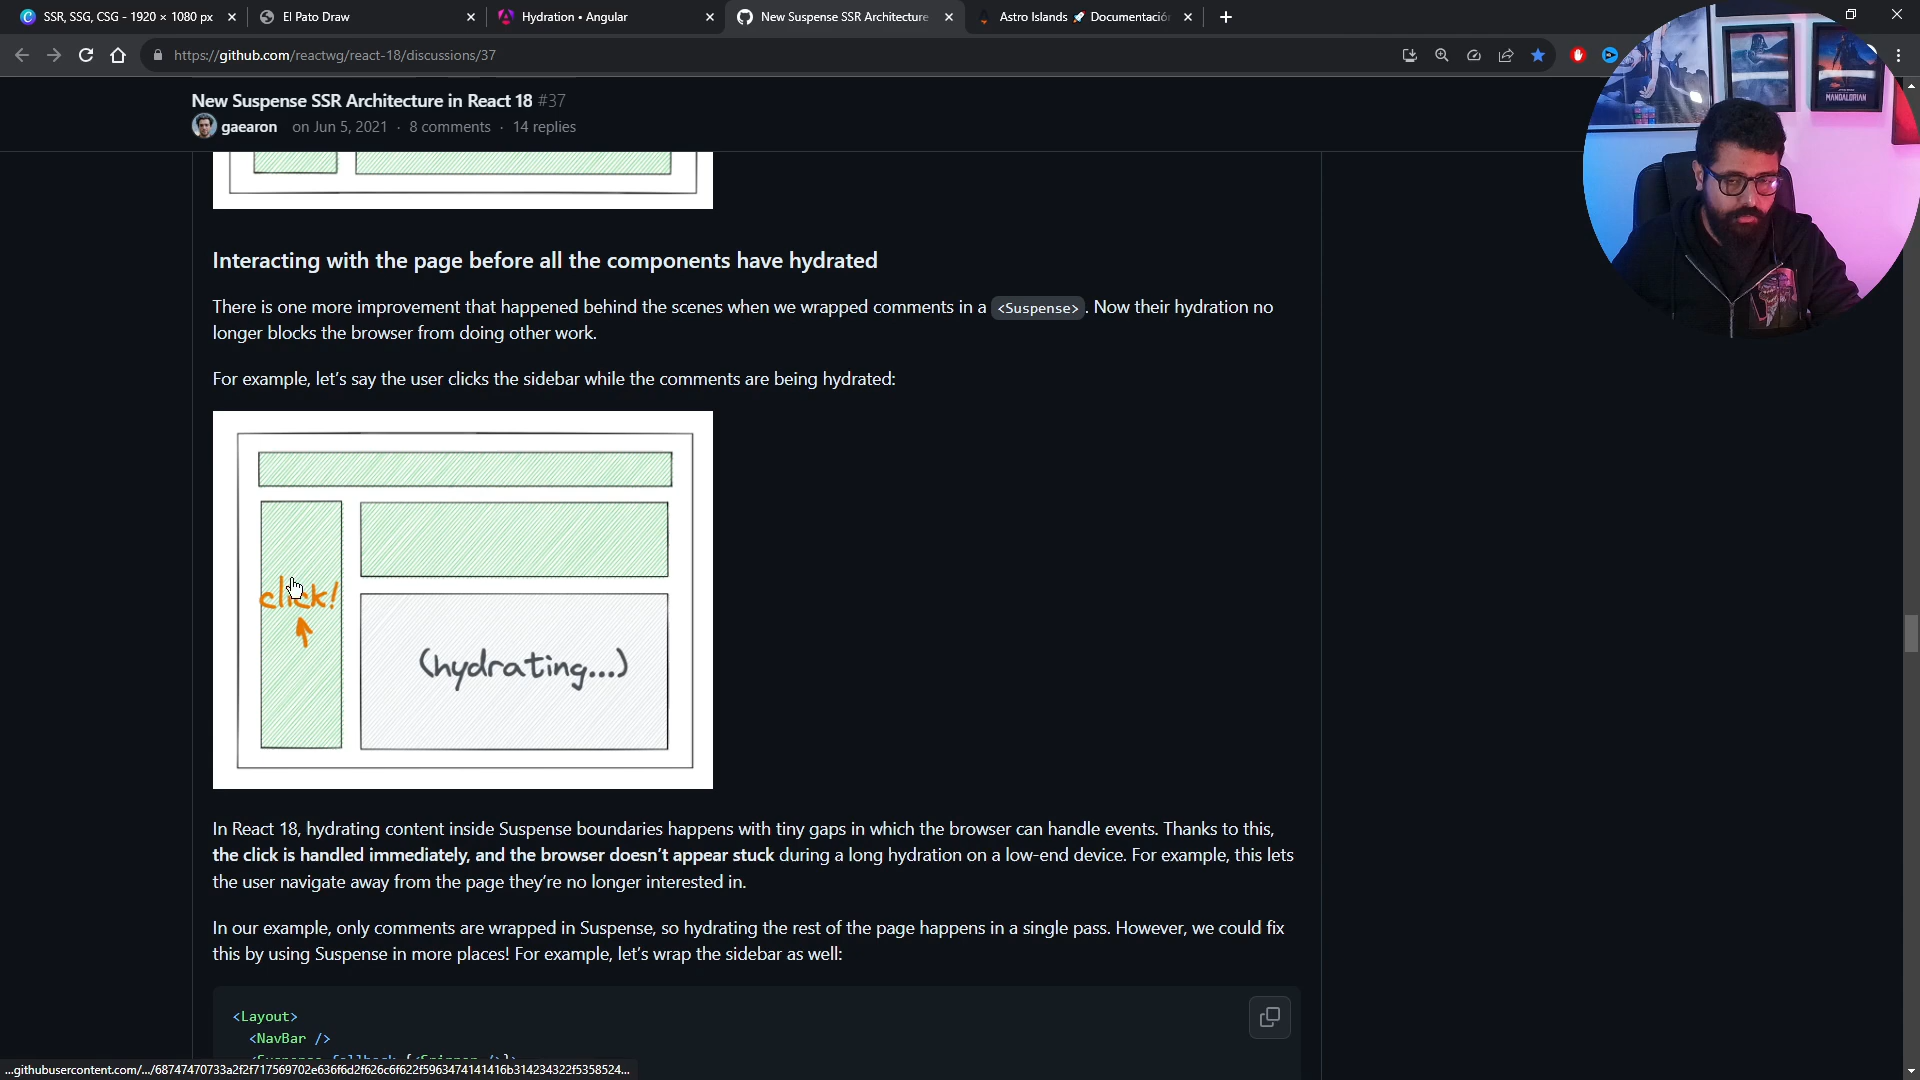 SSR, SSG, CSG - 1920 × 1080 px
El Pato Draw
Hydration • Angular
New Suspense SSR Architecture
Astro Islands 🚀 Documentació
https://github.com/reactwg/react-18/discussions/37
MANDALORIAN
New Suspense SSR Architecture in React 18 #37
gaearon on Jun 5, 2021 · 8 comments · 14 replies
Interacting with the page before all the components have hydrated
There is one more improvement that happened behind the scenes when we wrapped comments in a <Suspense>. Now their hydration no
longer blocks the browser from doing other work.
For example, let’s say the user clicks the sidebar while the comments are being hydrated:
click!
(hydrating...)
In React 18, hydrating content inside Suspense boundaries happens with tiny gaps in which the browser can handle events. Thanks to this,
the click is handled immediately, and the browser doesn’t appear stuck during a long hydration on a low-end device. For example, this lets
the user navigate away from the page they’re no longer interested in.
In our example, only comments are wrapped in Suspense, so hydrating the rest of the page happens in a single pass. However, we could fix
this by using Suspense in more places! For example, let’s wrap the sidebar as well:
<Layout>
<NavBar />
<Suspense fallback={<Spinner />}>